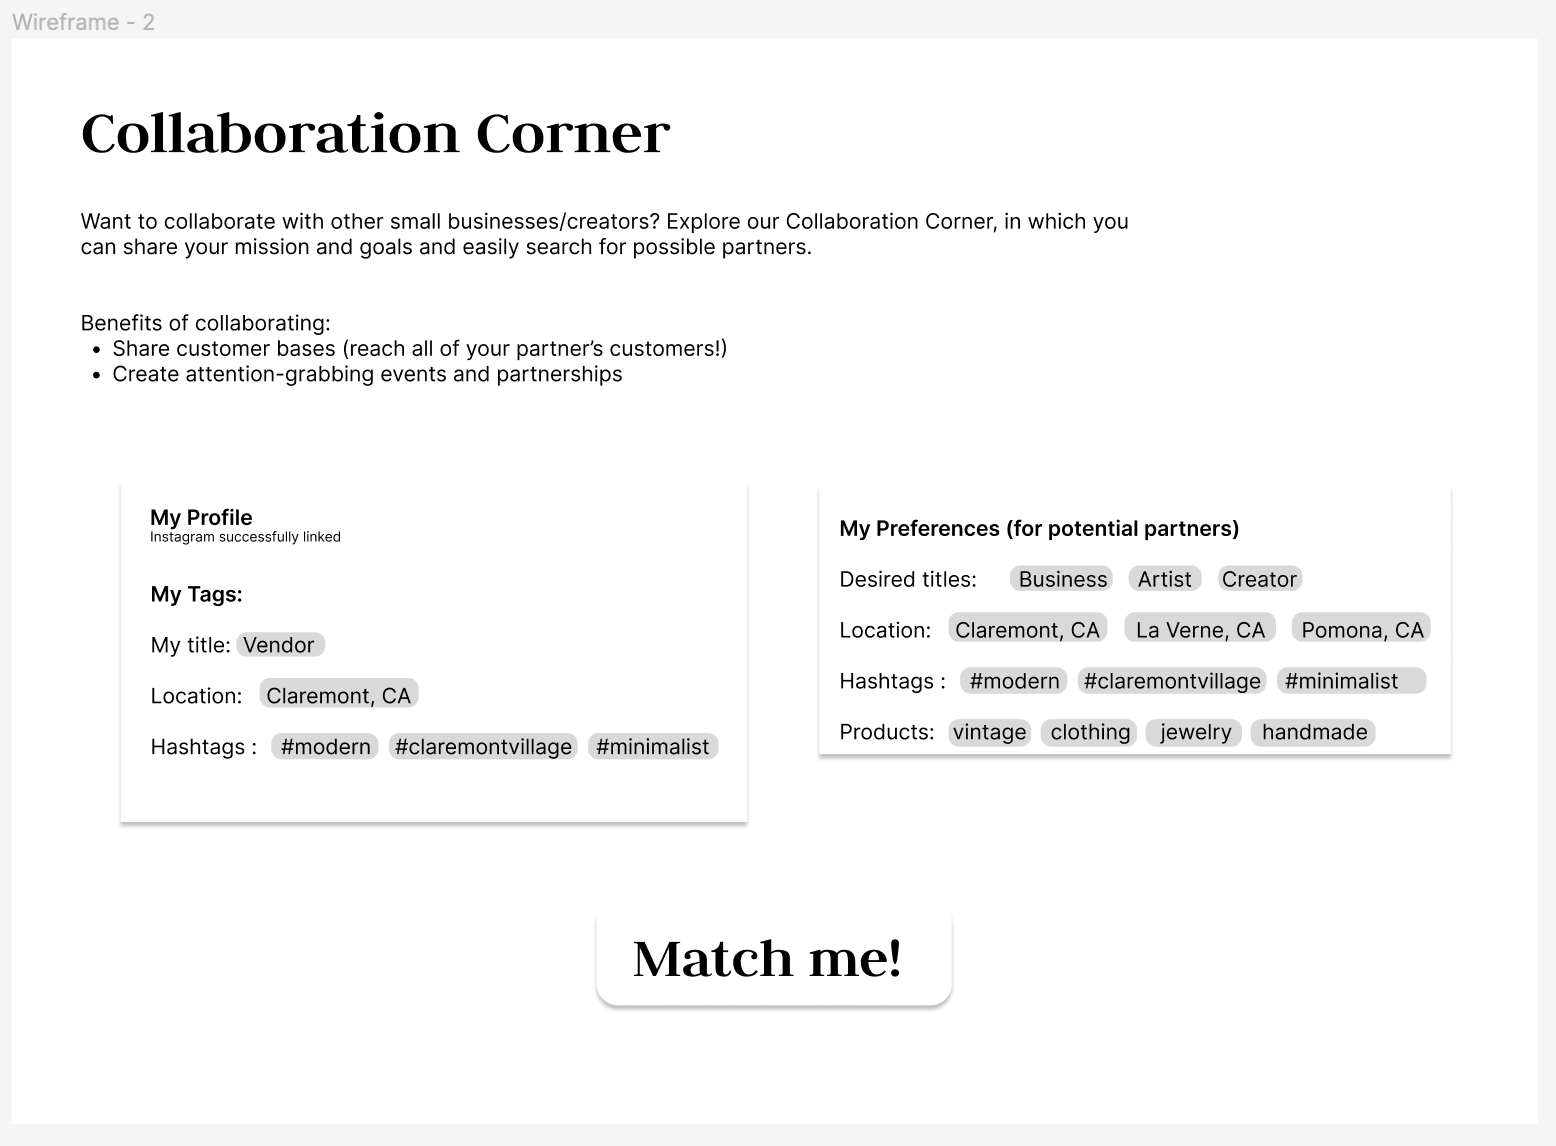 Wireframe - 2
Collaboration Corner
Want to collaborate with other small businesses/creators? Explore our Collaboration Corner, in which you
can share your mission and goals and easily search for possible partners.
Benefits of collaborating:
• Share customer bases (reach all of your partner’s customers!)
• Create attention-grabbing events and partnerships
My Profile
Instagram successfully linked
My Tags:
My title: Vendor
Location: Claremont, CA
Hashtags : #modern #claremontvillage #minimalist
My Preferences (for potential partners)
Desired titles: Business Artist Creator
Location: Claremont, CA La Verne, CA Pomona, CA
Hashtags : #modern #claremontvillage #minimalist
Products: vintage clothing jewelry handmade
Match me!